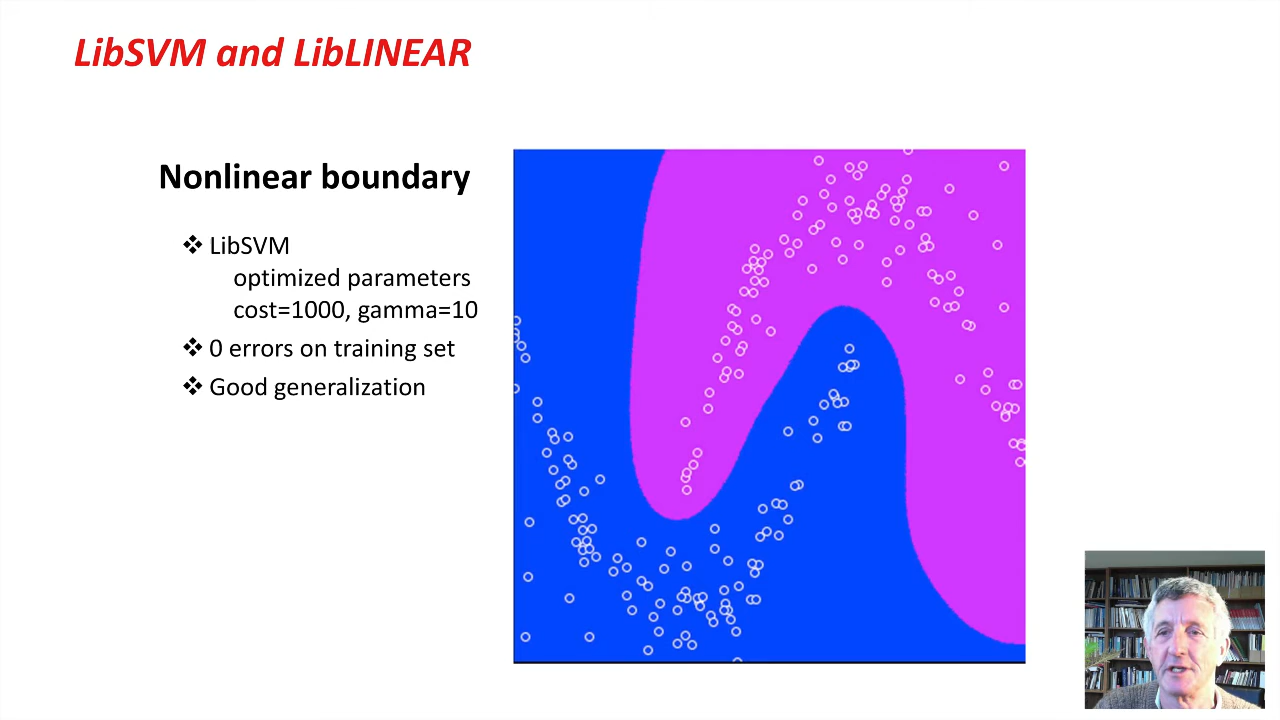 LibSVM and LibLINEAR
Nonlinear boundary
❖ LibSVM
optimized parameters
cost=1000, gamma=10
❖ 0 errors on training set
❖ Good generalization